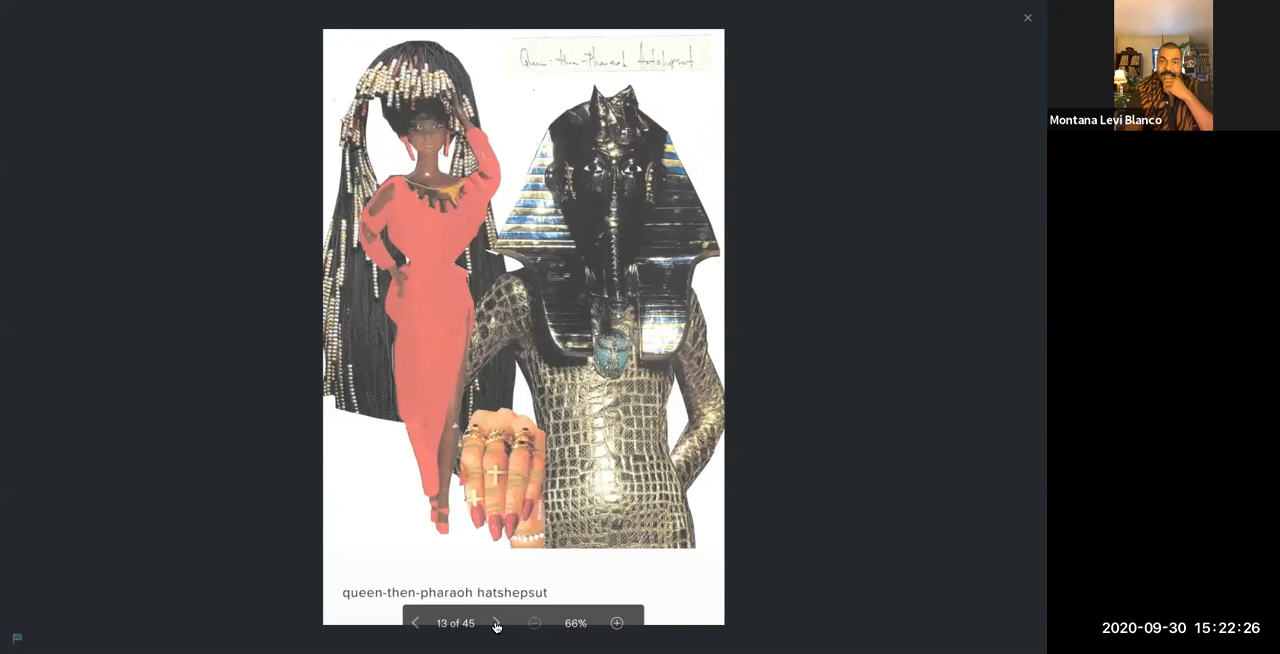 Queen-then-Pharaoh Hatshepsut
queen-then-pharaoh hatshepsut
13 of 45
66%
Montana Levi Blanco
2020-09-30 15:22:26